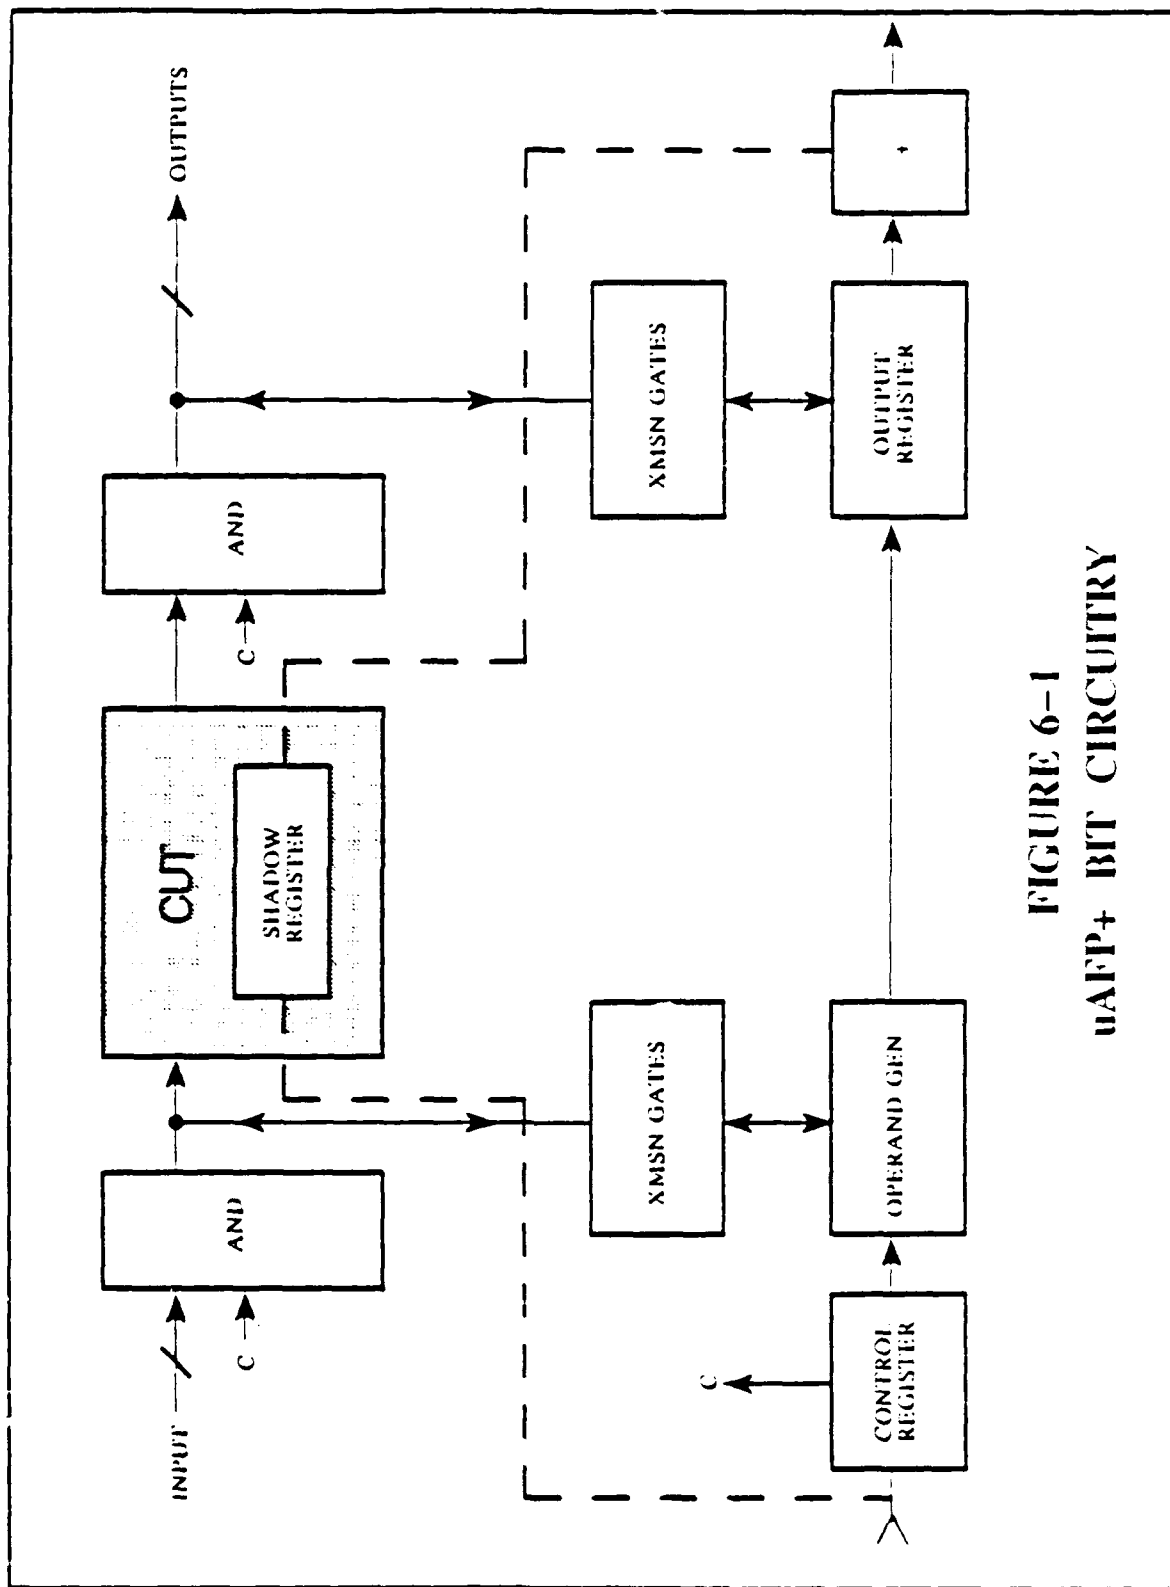 INPUT
C
AND
CUT
SHADOW
REGISTER
C
AND
OUTPUTS
XMSN GATES
XMSN GATES
C
CONTROL
REGISTER
OPERAND GEN
OUTPUT
REGISTER
+
FIGURE 6-1
uAFP+ BIT CIRCUITRY